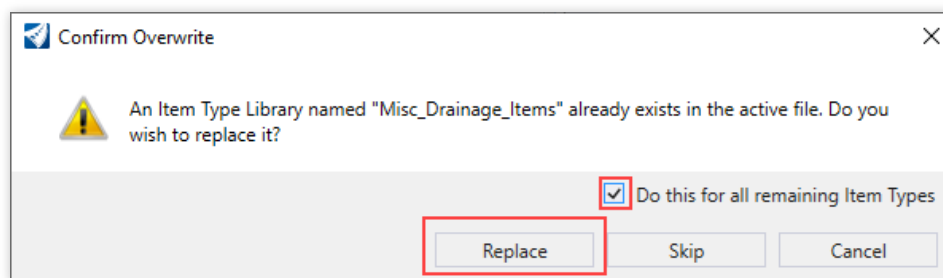 Confirm Overwrite
An Item Type Library named "Misc_Drainage_Items" already exists in the active file. Do you
wish to replace it?
Do this for all remaining Item Types
Replace Skip Cancel